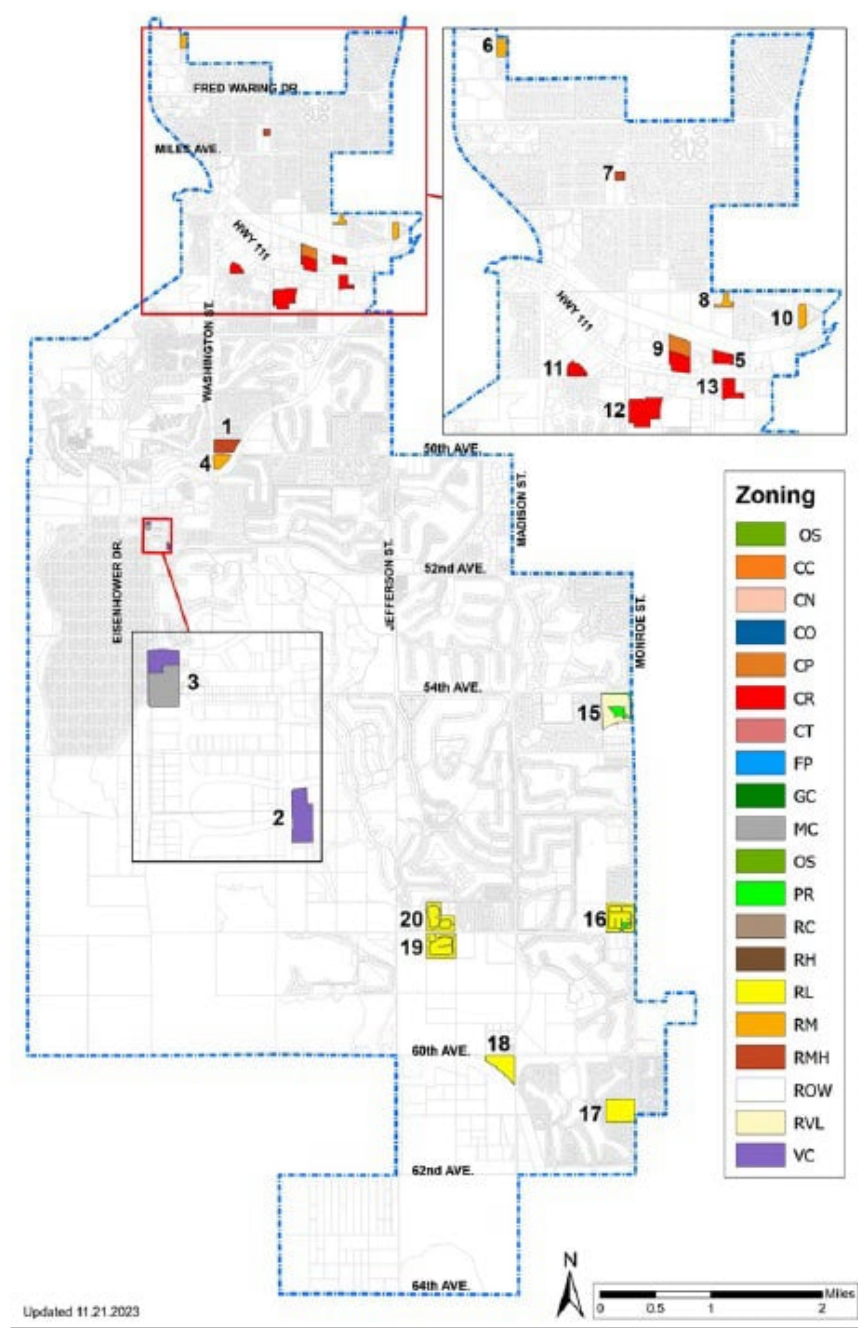 FRED WARING DR
MILES AVE.
HWY 111
WASHINGTON ST.
6
7
8
10
HWY 111
9
5
11
13
12
1
4
50th AVE.
MADISON ST.
EISENHOWER DR.
JEFFERSON ST.
52nd AVE.
MONROE ST.
3
54th AVE.
15
2
20
16
19
18
60th AVE.
17
62nd AVE.
64th AVE.
Zoning
OS
CC
CN
CO
CP
CR
CT
FP
GC
MC
OS
PR
RC
RH
RL
RM
RMH
ROW
RVL
VC
N
Miles
0 0.5 1 2
Updated 11.21.2023